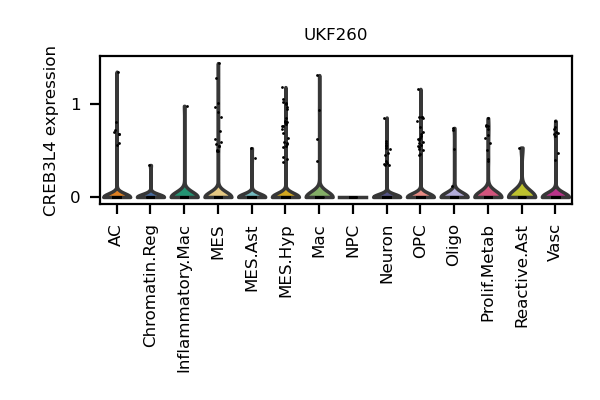 UKF260
CREB3L4 expression
1
0
AC
Chromatin.Reg
Inflammatory.Mac
MES
MES.Ast
MES.Hyp
Mac
NPC
Neuron
OPC
Oligo
Prolif.Metab
Reactive.Ast
Vasc